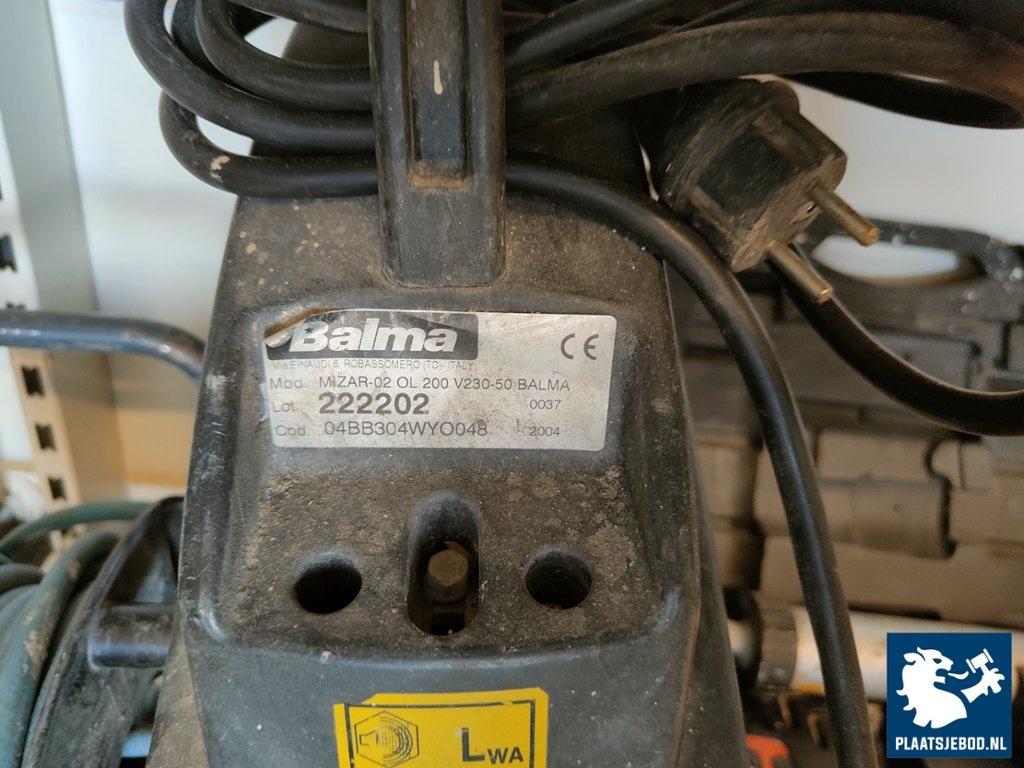 Balma
Via EINAUDI 6, ROBASSOMERO (TO)- ITALY
CE
Mod. MIZAR-02 OL 200 V230-50 BALMA
Lot. 222202 0037
Cod. 04BB304WYO048 2004
LWA
PLAATSJEBOD.NL